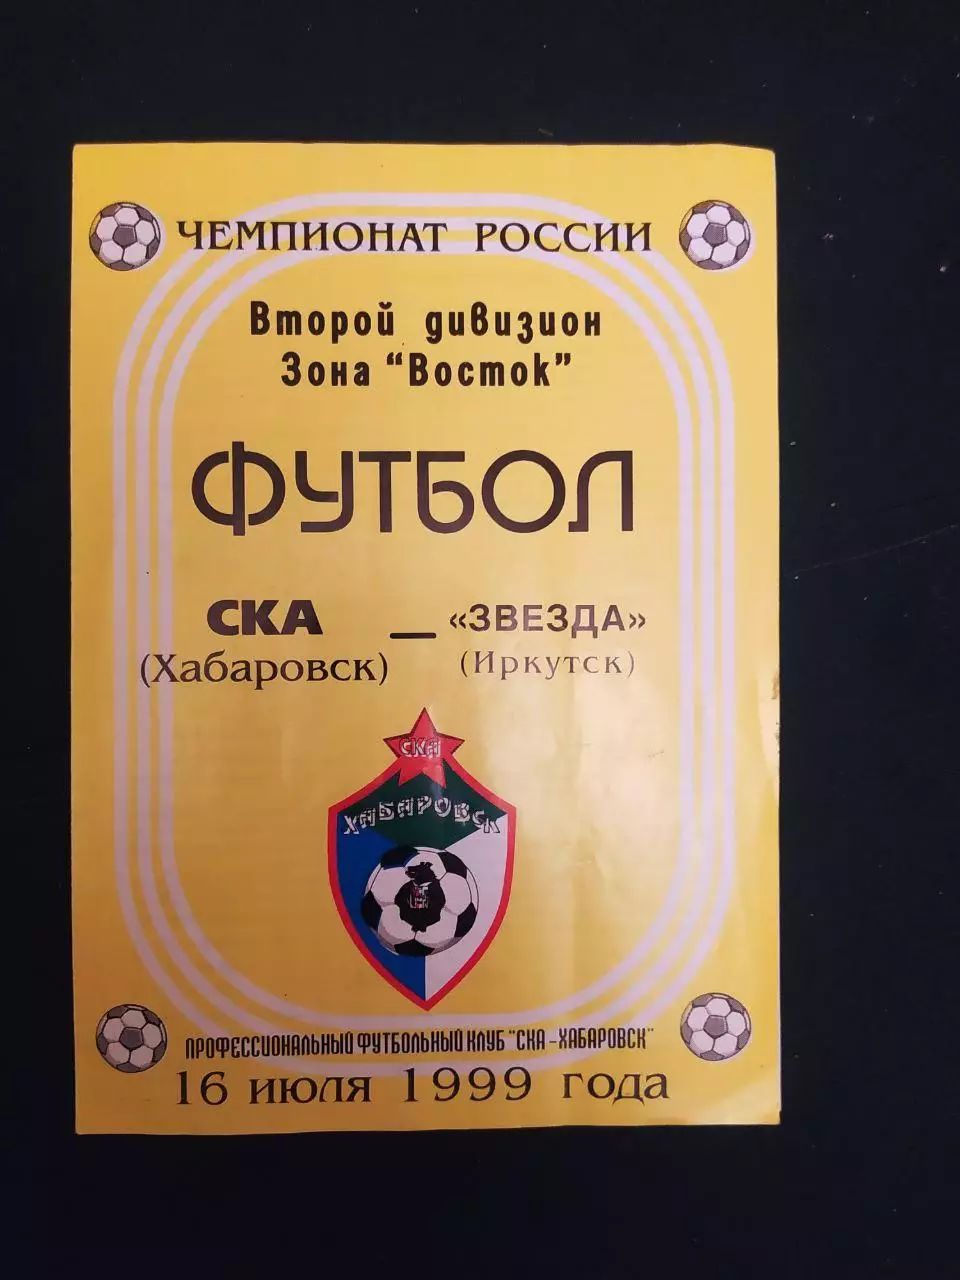 ЧЕМПИОНАТ РОССИИ
Второй дивизион
Зона "Восток"
ФУТБОЛ
СКА — «ЗВЕЗДА»
(Хабаровск) (Иркутск)
СКА
ХАБАРОВСК
ПРОФЕССИОНАЛЬНЫЙ ФУТБОЛЬНЫЙ КЛУБ "СКА-ХАБАРОВСК"
16 июля 1999 года